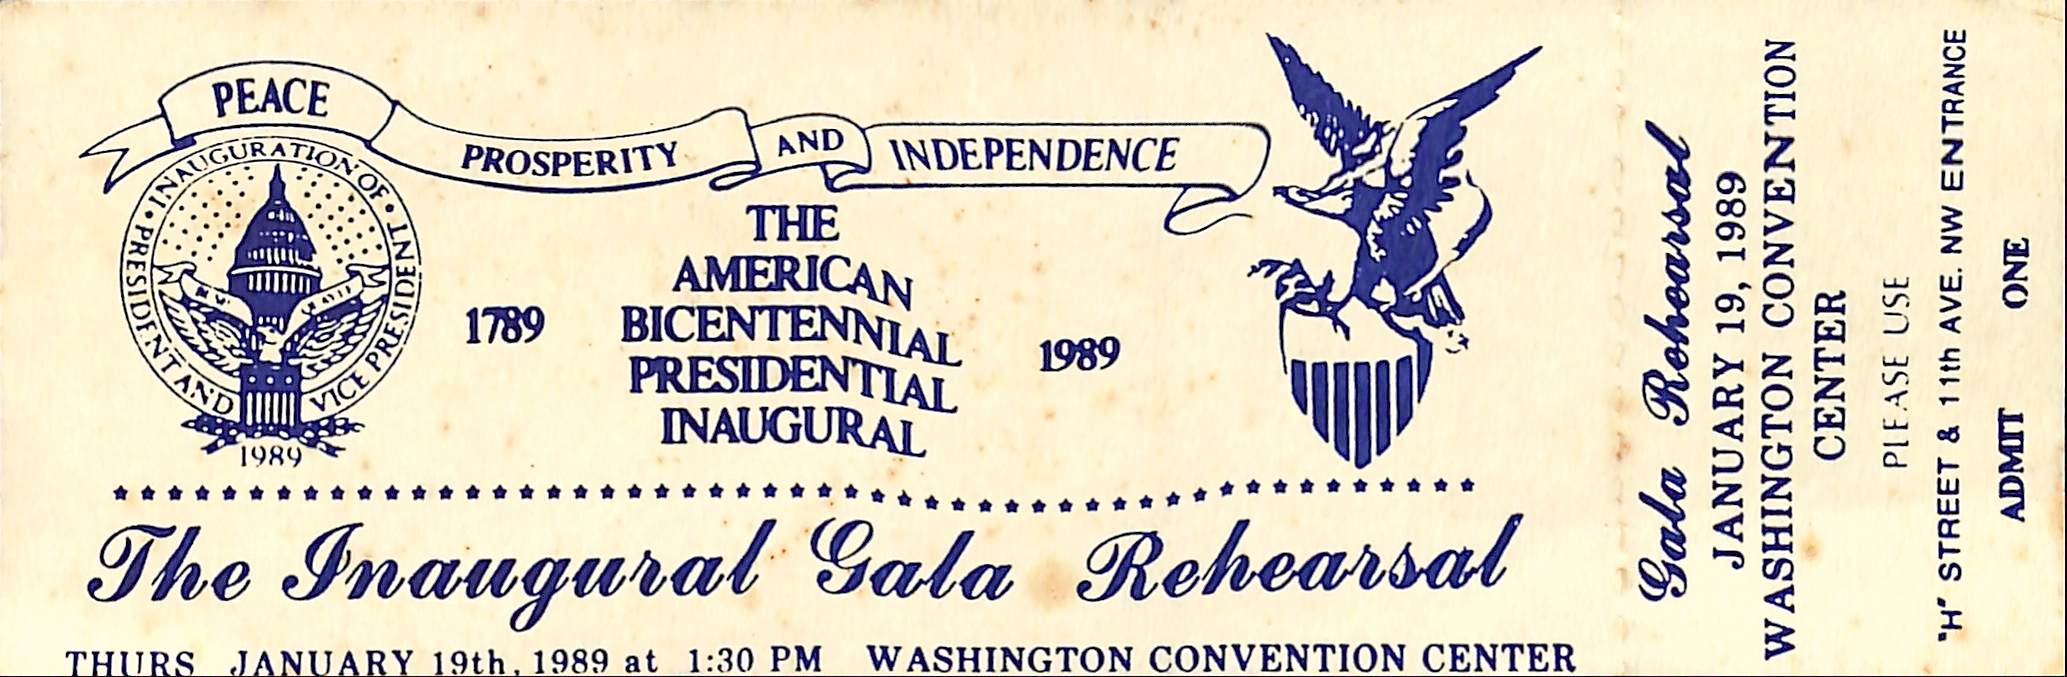 PEACE
PROSPERITY AND INDEPENDENCE
INAUGURATION OF
PRESIDENT AND VICE PRESIDENT
1989
THE
AMERICAN
1789 BICENTENNIAL 1989
PRESIDENTIAL
INAUGURAL
The Inaugural Gala Rehearsal
THURS JANUARY 19th, 1989 at 1:30 PM WASHINGTON CONVENTION CENTER
Gala Rehearsal
JANUARY 19, 1989
WASHINGTON CONVENTION
CENTER
PLEASE USE
"H" STREET & 11th AVE. NW ENTRANCE
ADMIT ONE